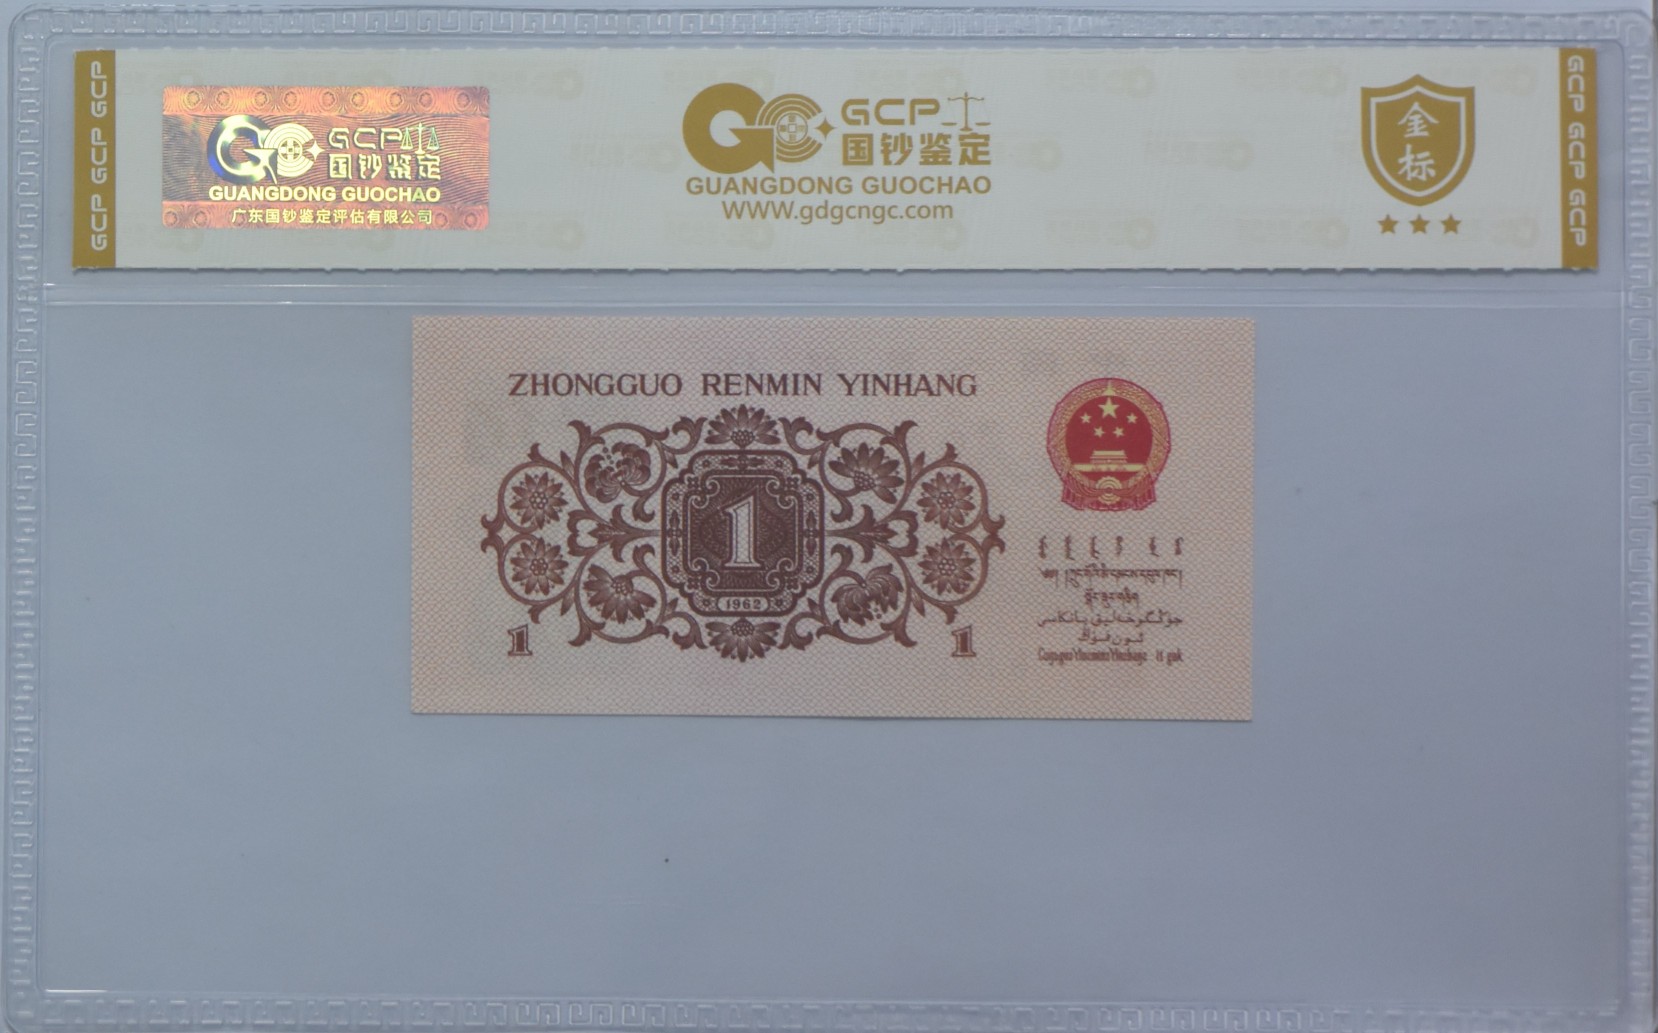 GCP GCP GCP
GCP
国钞鉴定
GUANGDONG GUOCHAO
广东国钞鉴定评估有限公司
GCP
国钞鉴定
GUANGDONG GUOCHAO
WWW.gdgcngc.com
金
标
GCP GCP GCP
ZHONGGUO RENMIN YINHANG
1
1962
1
1